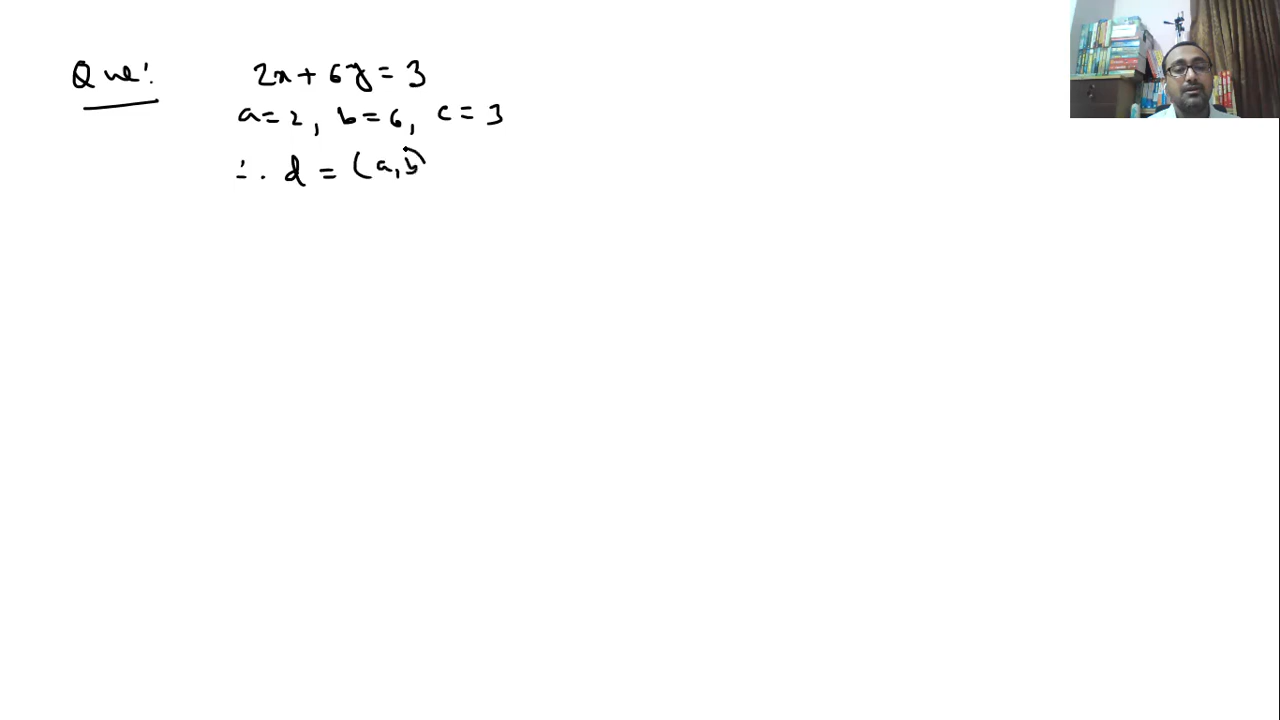 Que: 2x + 6y = 3
a = 2, b = 6, c = 3
∴ d = (a, b)